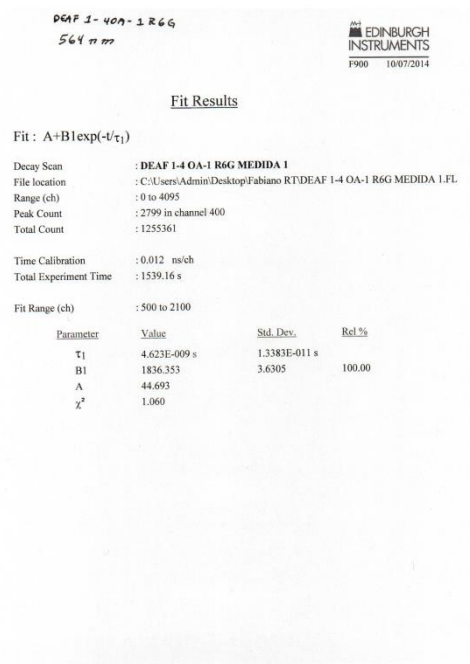 DEAF 1-4OA-1 R6G
564 nm
EDINBURGH
INSTRUMENTS
F900 10/07/2014
Fit Results
Fit : A+B1exp(-t/τ1)
Decay Scan : DEAF 1-4 OA-1 R6G MEDIDA 1
File location : C:\Users\Admin\Desktop\Fabiano RT\DEAF 1-4 OA-1 R6G MEDIDA 1.FL
Range (ch) : 0 to 4095
Peak Count : 2799 in channel 400
Total Count : 1255361
Time Calibration : 0.012 ns/ch
Total Experiment Time : 1539.16 s
Fit Range (ch) : 500 to 2100
Parameter Value Std. Dev. Rel %
τ1 4.623E-009 s 1.3383E-011 s
B1 1836.353 3.6305 100.00
A 44.693
χ² 1.060